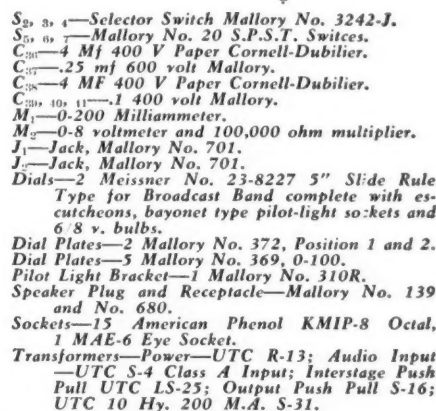 S2, 3, 4—Selector Switch Mallory No. 3242-J.
S5, 6, 7—Mallory No. 20 S.P.S.T. Switces.
C36—4 Mf 400 V Paper Cornell-Dubilier.
C37—.25 mf 600 volt Mallory.
C38—4 MF 400 V Paper Cornell-Dubilier.
C39, 40, 41—.1 400 volt Mallory.
M1—0-200 Milliammeter.
M2—0-8 voltmeter and 100,000 ohm multiplier.
J1—Jack, Mallory No. 701.
J2—Jack, Mallory No. 701.
Dials—2 Meissner No. 23-8227 5" Slide Rule
Type for Broadcast Band complete with es-
cutcheons, bayonet type pilot-light sockets and
6/8 v. bulbs.
Dial Plates—2 Mallory No. 372, Position 1 and 2.
Dial Plates—5 Mallory No. 369, 0-100.
Pilot Light Bracket—1 Mallory No. 310R.
Speaker Plug and Receptacle—Mallory No. 139
and No. 680.
Sockets—15 American Phenol KMIP-8 Octal,
1 MAE-6 Eye Socket.
Transformers—Power—UTC R-13; Audio Input
—UTC S-4 Class A Input; Interstage Push
Pull UTC LS-25; Output Push Pull S-16;
UTC 10 Hy. 200 M.A. S-31.